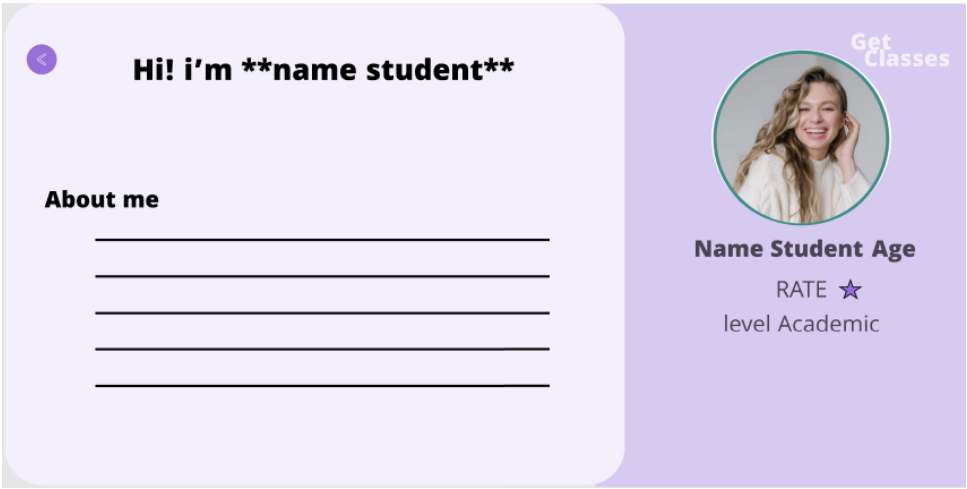 Hi! i’m **name student**
About me
Get
Classes
Name Student Age
RATE
level Academic